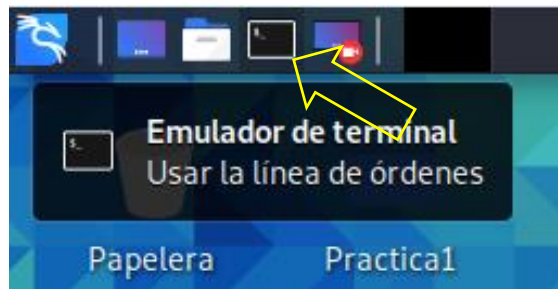 Emulador de terminal
Usar la línea de órdenes
Papelera Practica1